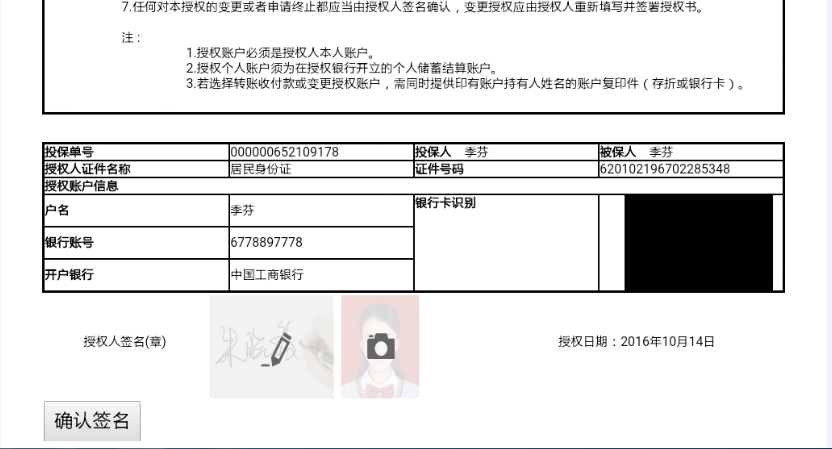 7.任何对本授权的变更或者申请终止都应当由授权人签名确认，变更授权应由授权人重新填写并签署授权书。
注：
1.授权账户必须是授权人本人账户。
2.授权个人账户须为在授权银行开立的个人储蓄结算账户。
3.若选择转账收付款或变更授权账户，需同时提供印有账户持有人姓名的账户复印件（存折或银行卡）。
投保单号 000000652109178 投保人 季芬 被保人 季芬
授权人证件名称 居民身份证 证件号码 620102196702285348
授权账户信息
户名 季芬 银行卡识别
银行账号 6778897778
开户银行 中国工商银行
授权人签名(章) 授权日期：2016年10月14日
确认签名